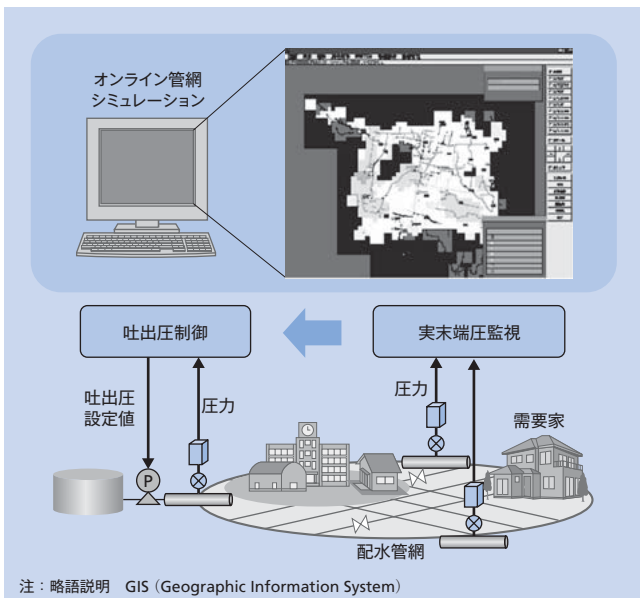 オンライン管網
シミュレーション
吐出圧制御
実末端圧監視
吐出圧
設定値
圧力
圧力
需要家
P
配水管網
注：略語説明　GIS（Geographic Information System）